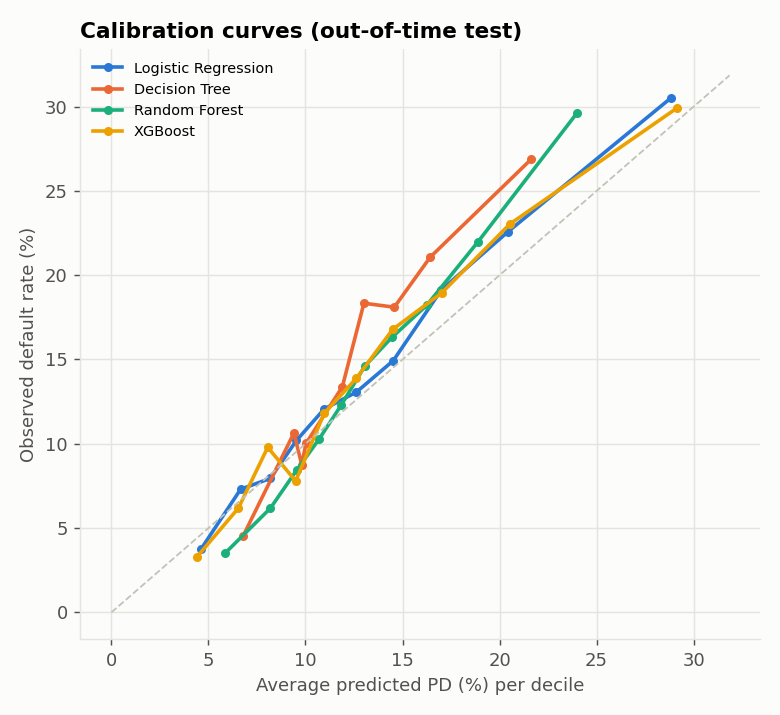 Calibration curves (out-of-time test)
Logistic Regression
Decision Tree
Random Forest
XGBoost
30
25
20
15
10
5
0
Observed default rate (%)
0 5 10 15 20 25 30
Average predicted PD (%) per decile